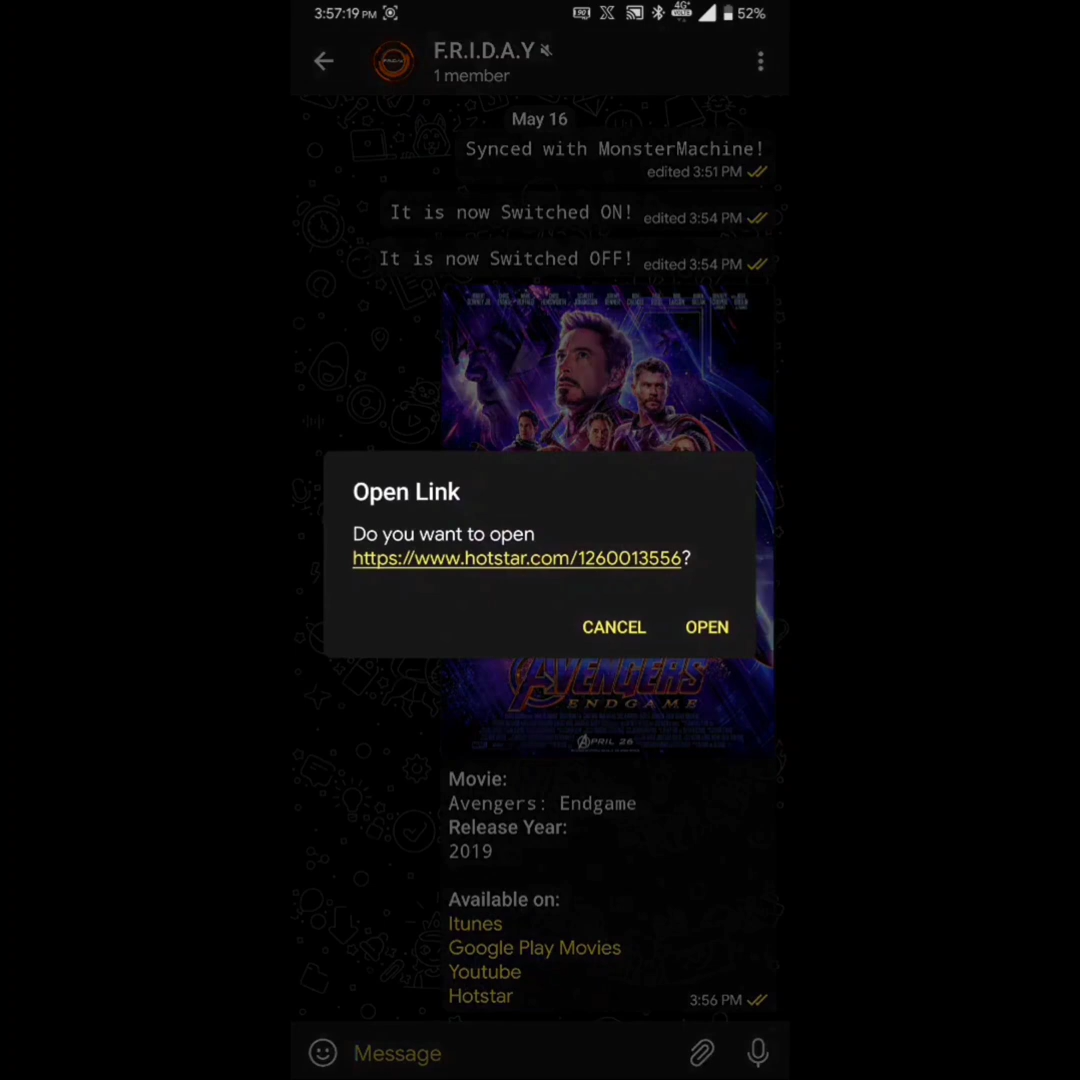 3:57:19 PM
4G+
VOLTE
52%
F.R.I.D.A.Y
1 member
May 16
Synced with MonsterMachine!
edited 3:51 PM
It is now Switched ON! edited 3:54 PM
It is now Switched OFF! edited 3:54 PM
Open Link
Do you want to open
https://www.hotstar.com/1260013556?
CANCEL OPEN
AVENGERS
ENDGAME
APRIL 26
Movie:
Avengers: Endgame
Release Year:
2019
Available on:
Itunes
Google Play Movies
Youtube
Hotstar
3:56 PM
Message